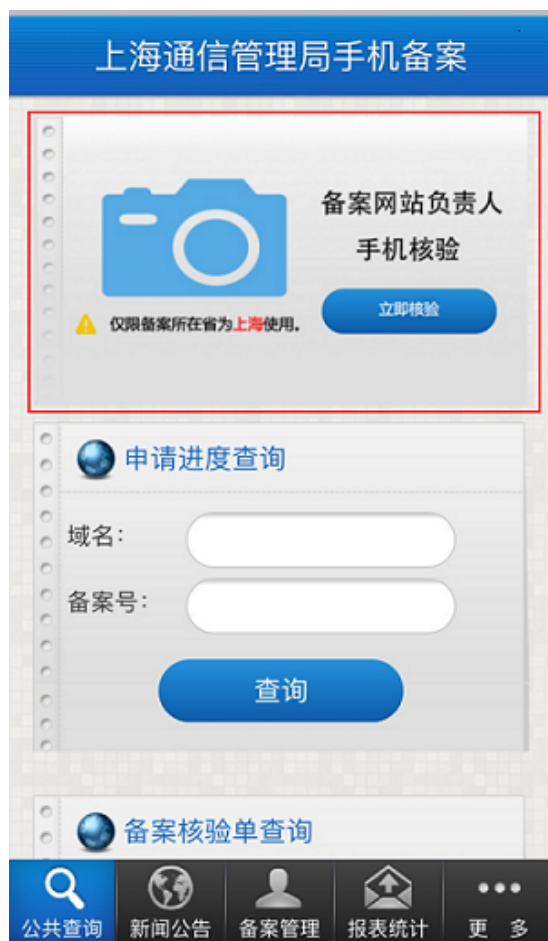 上海通信管理局手机备案
备案网站负责人
手机核验
立即核验
仅限备案所在省为上海使用。
申请进度查询
域名：
备案号：
查询
备案核验单查询
公共查询
新闻公告
备案管理
报表统计
更 多